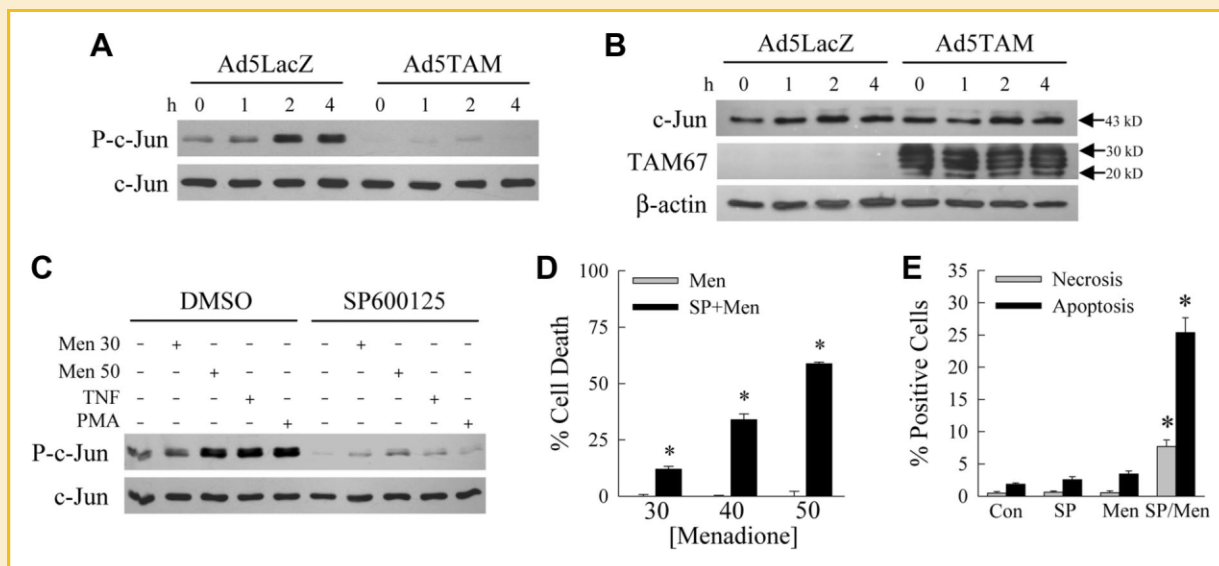 A
Ad5LacZ Ad5TAM
h 0 1 2 4 0 1 2 4
P-c-Jun
c-Jun
B
Ad5LacZ Ad5TAM
h 0 1 2 4 0 1 2 4
c-Jun 43 kD
TAM67 30 kD
20 kD
β-actin
C
DMSO SP600125
Men 30 - + - - - - + - - -
Men 50 - - + - - - - + - -
TNF - - - + - - - - + -
PMA - - - - + - - - - +
P-c-Jun
c-Jun
D
% Cell Death
100
75
50
25
0
Men
SP+Men
* * *
30 40 50
[Menadione]
E
% Positive Cells
35
30
25
20
15
10
5
0
Necrosis
Apoptosis
* *
Con SP Men SP/Men